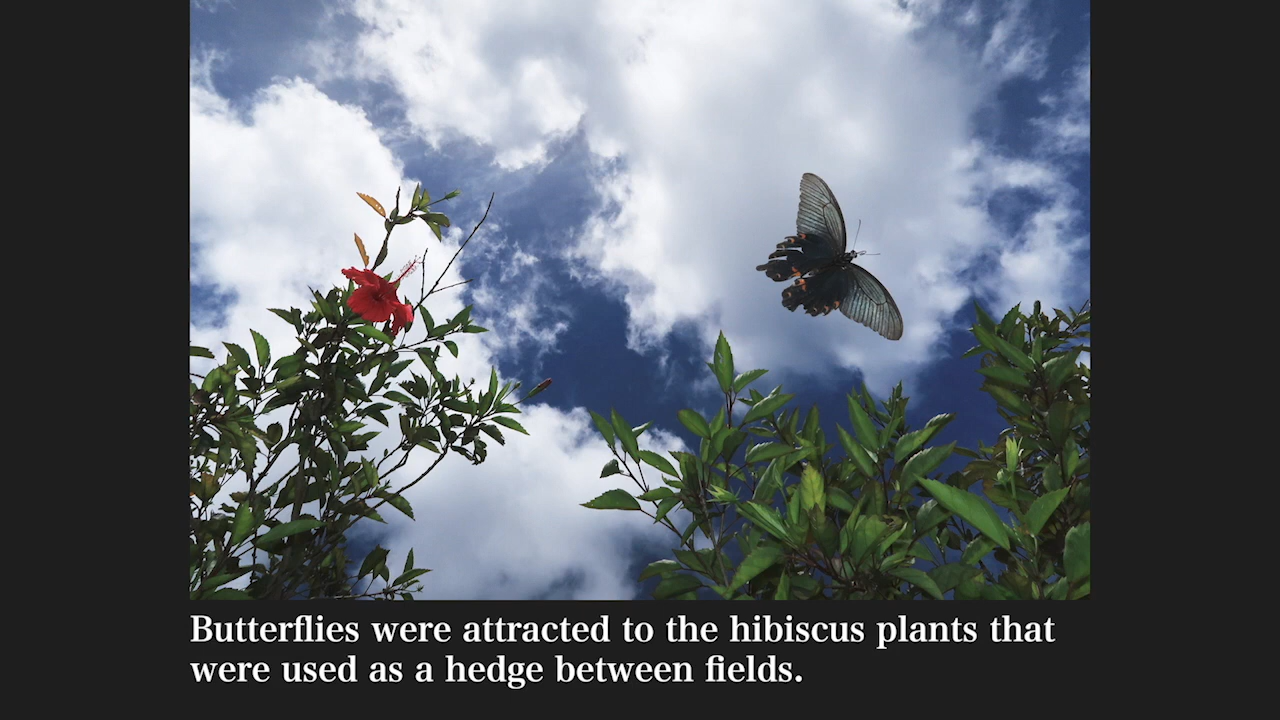 Butterflies were attracted to the hibiscus plants that
were used as a hedge between fields.